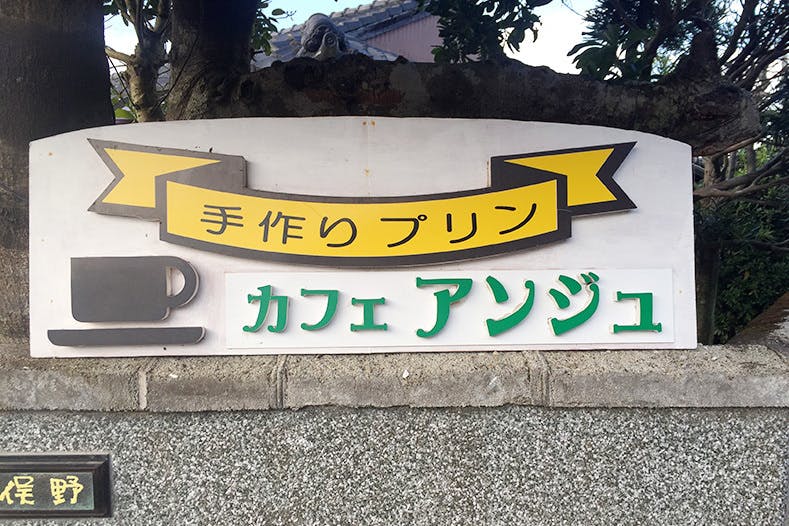 手作りプリン
カフェ アンジュ
俣野